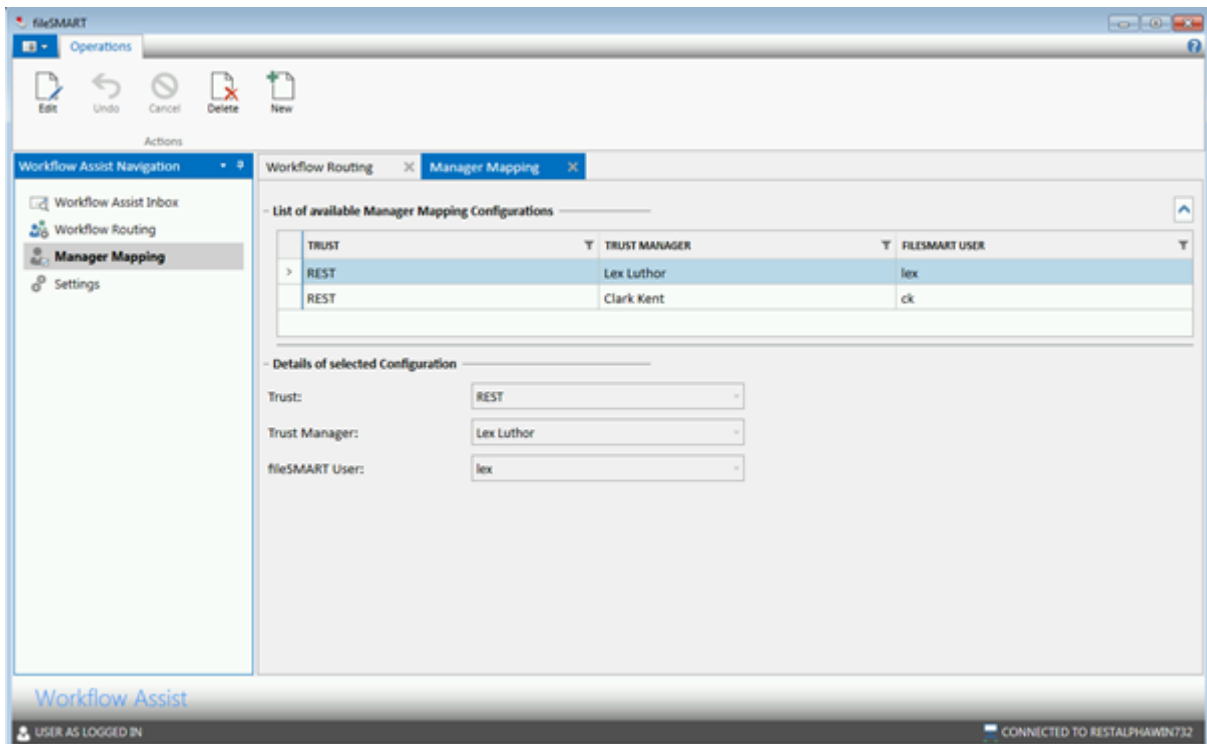 fileSMART
Operations
Edit Undo Cancel Delete New
Actions
Workflow Assist Navigation
Workflow Routing Manager Mapping
Workflow Assist Inbox
Workflow Routing
Manager Mapping
Settings
List of available Manager Mapping Configurations
TRUST TRUST MANAGER FILESMART USER
REST Lex Luthor lex
REST Clark Kent ck
Details of selected Configuration
Trust: REST
Trust Manager: Lex Luthor
fileSMART User: lex
Workflow Assist
USER AS LOGGED IN CONNECTED TO RESTALPHAWIN732